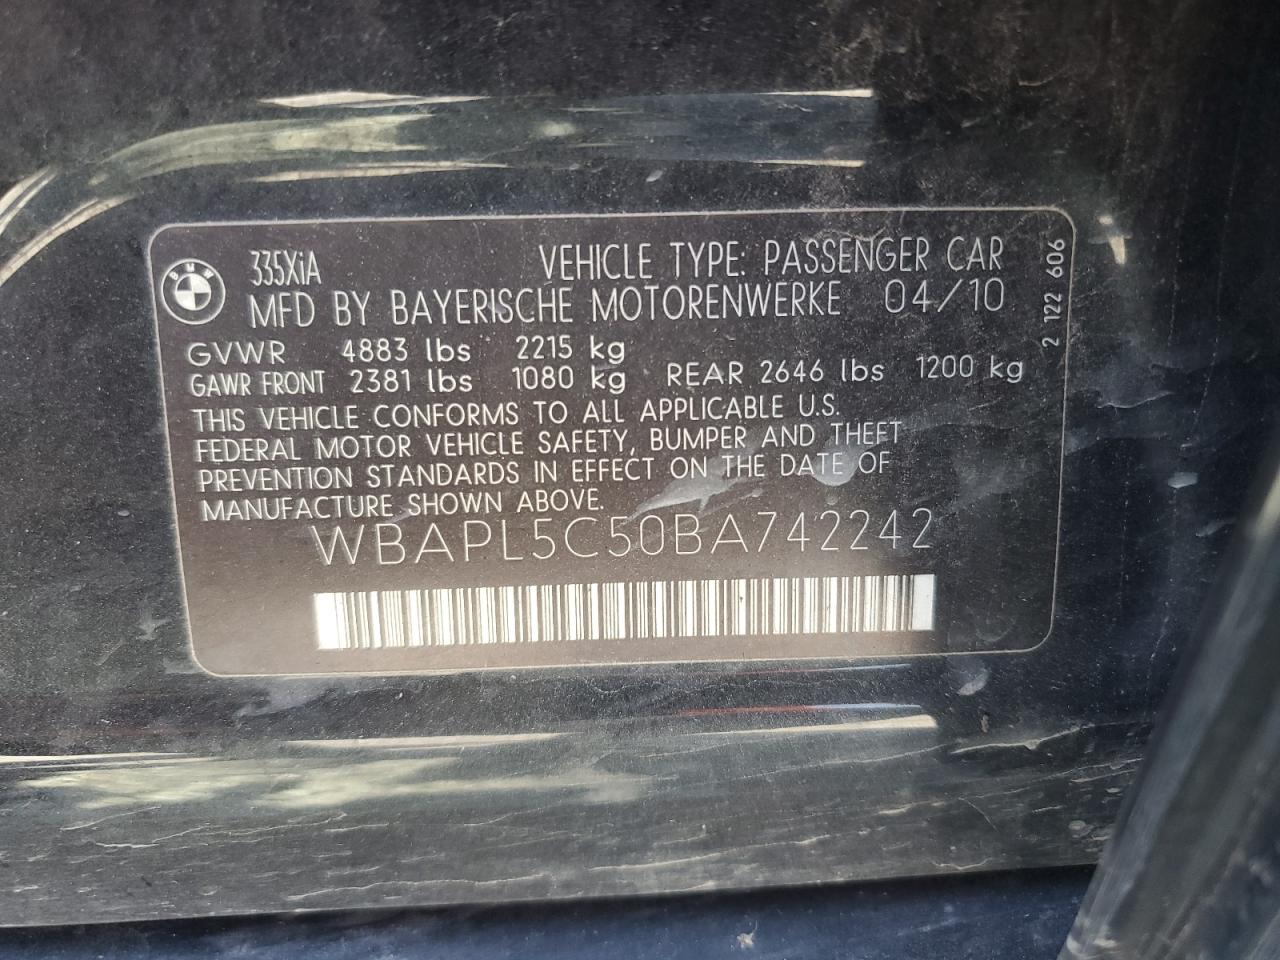 BMW
335XiA VEHICLE TYPE: PASSENGER CAR
MFD BY BAYERISCHE MOTORENWERKE 04/10
GVWR 4883 lbs 2215 kg
GAWR FRONT 2381 lbs 1080 kg REAR 2646 lbs 1200 kg
THIS VEHICLE CONFORMS TO ALL APPLICABLE U.S.
FEDERAL MOTOR VEHICLE SAFETY, BUMPER AND THEFT
PREVENTION STANDARDS IN EFFECT ON THE DATE OF
MANUFACTURE SHOWN ABOVE.
WBAPL5C50BA742242
2 122 606